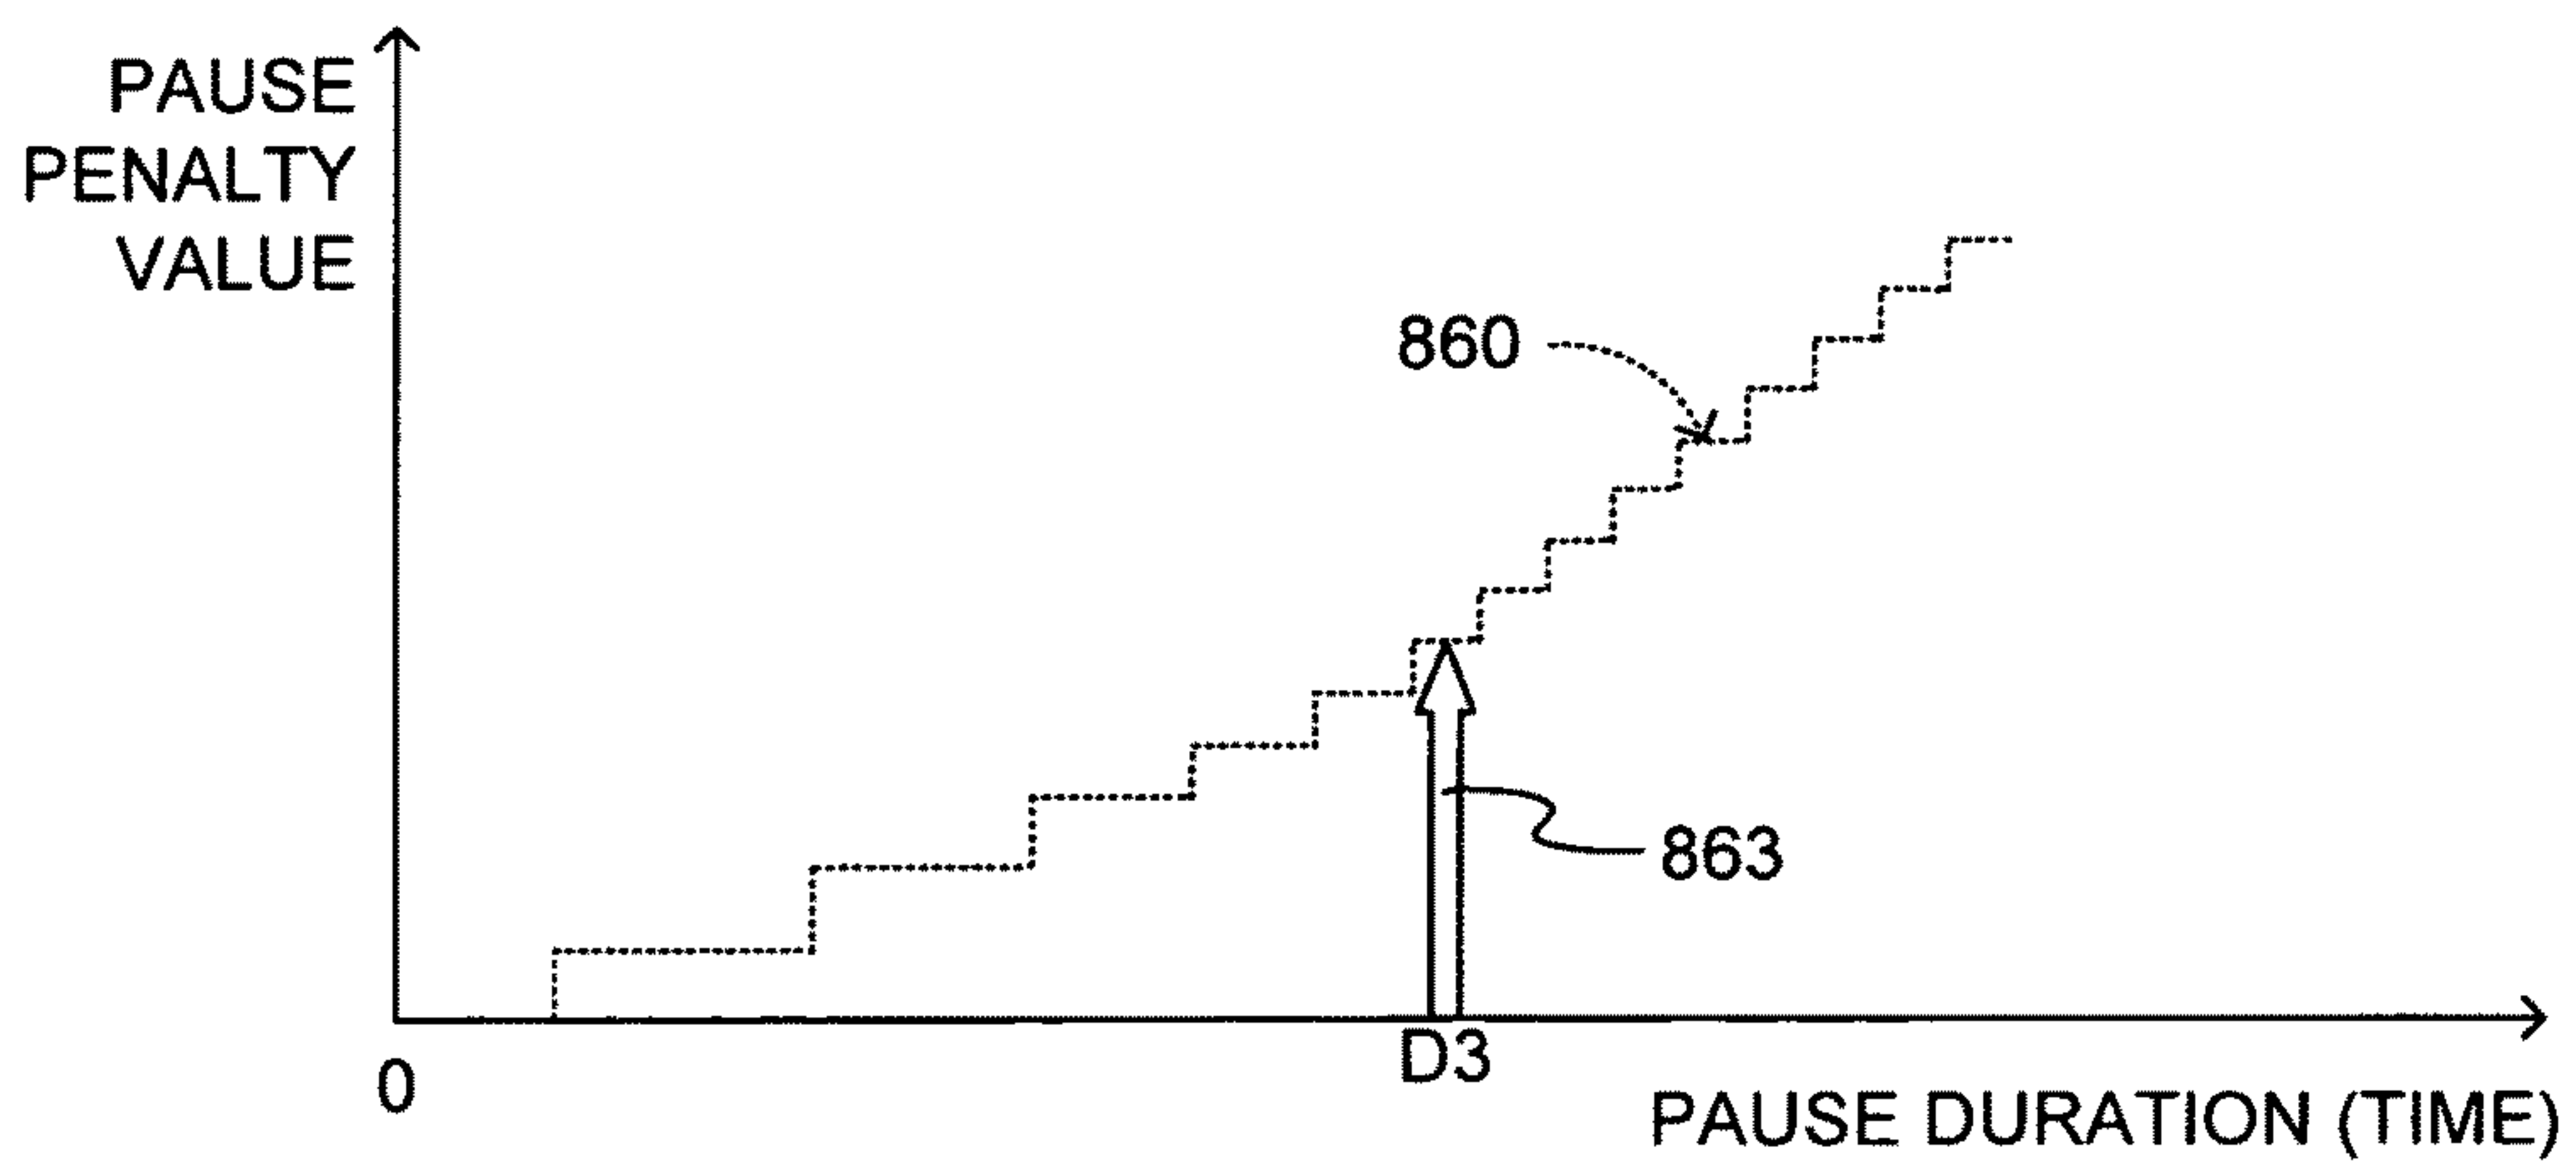 PAUSE
PENALTY
VALUE
860
863
0
D3
PAUSE DURATION (TIME)